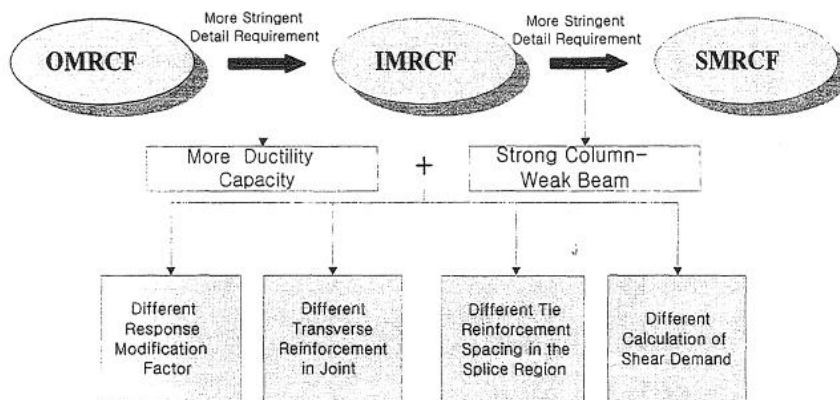 More Stringent
Detail Requirement
More Stringent
Detail Requirement
OMRCF
IMRCF
SMRCF
More Ductility
Capacity
+
Strong Column-
Weak Beam
Different
Response
Modification
Factor
Different
Transverse
Reinforcement
in Joint
Different Tie
Reinforcement
Spacing in the
Splice Region
Different
Calculation of
Shear Demand